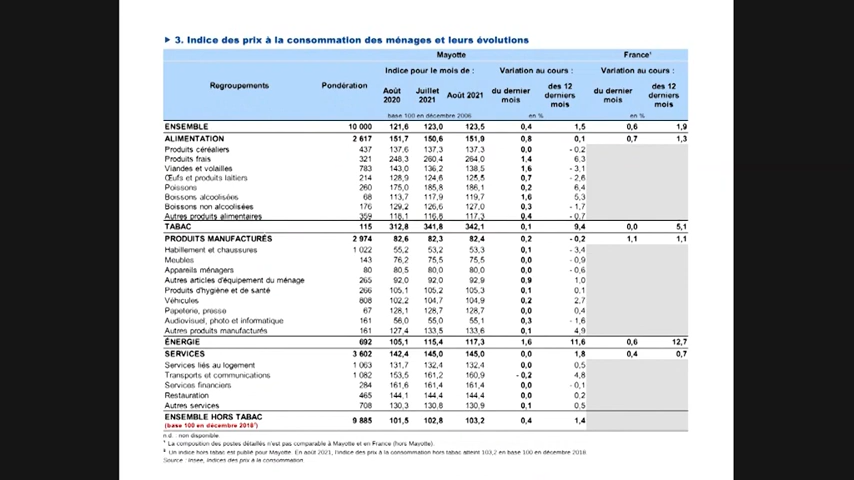 ▶ 3. Indice des prix à la consommation des ménages et leurs évolutions
Mayotte France¹
Indice pour le mois de : Variation au cours : Variation au cours :
Regroupements Pondération Août 2020 Juillet 2021 Août 2021 du dernier mois des 12 derniers mois du dernier mois des 12 derniers mois
base 100 en décembre 2006 en % en %
ENSEMBLE 10 000 121,6 123,0 123,5 0,4 1,5 0,6 1,9
ALIMENTATION 2 617 151,7 150,6 151,9 0,8 0,1 0,7 1,3
Produits céréaliers 437 137,6 137,3 137,3 0,0 - 0,2
Produits frais 321 248,3 260,4 264,0 1,4 6,3
Viandes et volailles 783 143,0 136,2 138,5 1,6 - 3,1
Œufs et produits laitiers 214 128,9 124,6 125,5 0,7 - 2,6
Poissons 260 175,0 185,8 186,1 0,2 6,4
Boissons alcoolisées 68 113,7 117,9 119,7 1,6 5,3
Boissons non alcoolisées 176 129,2 126,6 127,0 0,3 - 1,7
Autres produits alimentaires 359 118,1 116,8 117,3 0,4 - 0,7
TABAC 115 312,8 341,8 342,1 0,1 9,4 0,0 5,1
PRODUITS MANUFACTURÉS 2 974 82,6 82,3 82,4 0,2 - 0,2 1,1 1,1
Habillement et chaussures 1 022 55,2 53,2 53,3 0,1 - 3,4
Meubles 143 76,2 75,5 75,5 0,0 - 0,9
Appareils ménagers 80 80,5 80,0 80,0 0,0 - 0,6
Autres articles d'équipement du ménage 265 92,0 92,0 92,9 0,9 1,0
Produits d'hygiène et de santé 266 105,1 105,2 105,3 0,1 0,1
Véhicules 808 102,2 104,7 104,9 0,2 2,7
Papeterie, presse 67 128,1 128,7 128,7 0,0 0,4
Audiovisuel, photo et informatique 161 56,0 55,0 55,1 0,3 - 1,6
Autres produits manufacturés 161 127,4 133,5 133,6 0,1 4,9
ÉNERGIE 692 105,1 115,4 117,3 1,6 11,6 0,6 12,7
SERVICES 3 602 142,4 145,0 145,0 0,0 1,8 0,4 0,7
Services liés au logement 1 063 131,7 132,4 132,4 0,0 0,5
Transports et communications 1 082 153,5 161,2 160,9 - 0,2 4,8
Services financiers 284 161,6 161,4 161,4 0,0 - 0,1
Restauration 465 144,1 144,4 144,4 0,0 0,2
Autres services 708 130,3 130,8 130,9 0,1 0,5
ENSEMBLE HORS TABAC
(base 100 en décembre 2018²) 9 885 101,5 102,8 103,2 0,4 1,4
n.d. : non disponible.
¹ La composition des postes détaillés n'est pas comparable à Mayotte et en France (hors Mayotte).
² Un indice hors tabac est publié pour Mayotte. En août 2021, l'indice des prix à la consommation hors tabac atteint 103,2 en base 100 en décembre 2018.
Source : Insee, Indices des prix à la consommation.